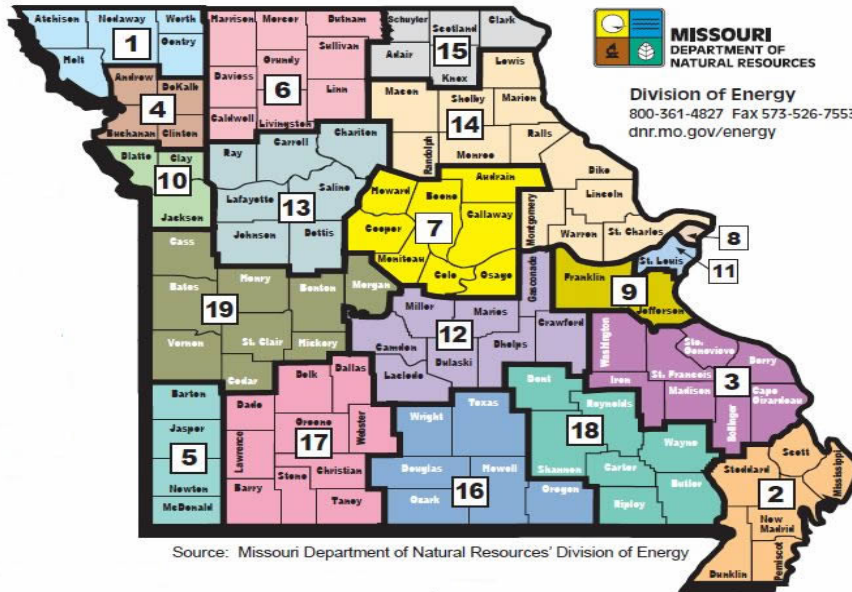 MISSOURI
DEPARTMENT OF
NATURAL RESOURCES
Division of Energy
800-361-4827 Fax 573-526-7553
dnr.mo.gov/energy
Atchison
Nodaway
Worth
Gentry
Holt
1
Andrew
DeKalb
Buchanan
Clinton
4
Harrison
Mercer
Putnam
Sullivan
Grundy
Daviess
Linn
Caldwell
Livingston
6
Schuyler
Scotland
Clark
Adair
Knox
15
Lewis
Macon
Shelby
Marion
Randolph
Monroe
Ralls
Pike
Lincoln
Montgomery
Warren
St. Charles
14
Platte
Clay
Jackson
10
Ray
Carroll
Chariton
Lafayette
Saline
Johnson
Pettis
13
Howard
Boone
Audrain
Cooper
Callaway
Moniteau
Cole
Osage
7
8
St. Louis
11
Franklin
Jefferson
9
Cass
Bates
Henry
Benton
Morgan
Vernon
St. Clair
Hickory
Cedar
19
Gasconade
Miller
Maries
Camden
Pulaski
Phelps
Crawford
Laclede
12
Washington
Ste. Genevieve
St. Francois
Perry
Iron
Madison
Bollinger
Cape
Girardeau
3
Barton
Jasper
Newton
McDonald
5
Polk
Dallas
Dade
Greene
Webster
Lawrence
Christian
Stone
Barry
Taney
17
Wright
Texas
Douglas
Howell
Ozark
Oregon
16
Dent
Reynolds
Shannon
Carter
Wayne
Butler
Ripley
18
Stoddard
Scott
Mississippi
New
Madrid
Pemiscot
Dunklin
2
Source: Missouri Department of Natural Resources' Division of Energy